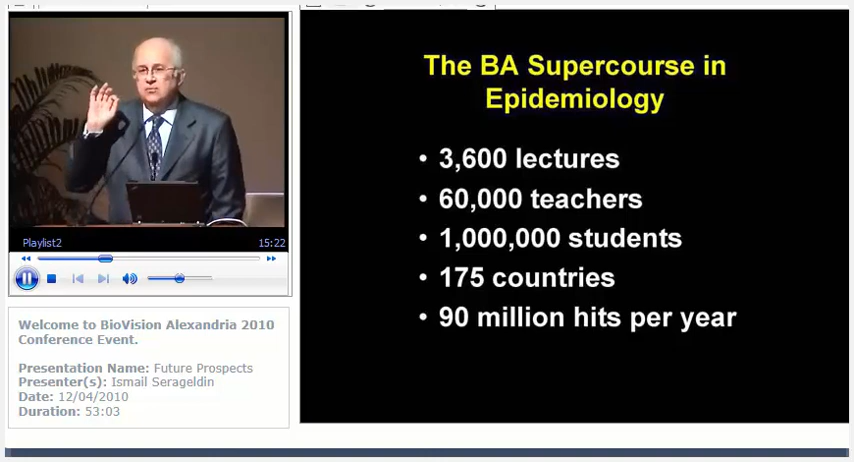 Playlist2
15:22
Welcome to BioVision Alexandria 2010
Conference Event.
Presentation Name: Future Prospects
Presenter(s): Ismail Serageldin
Date: 12/04/2010
Duration: 53:03
The BA Supercourse in
Epidemiology
• 3,600 lectures
• 60,000 teachers
• 1,000,000 students
• 175 countries
• 90 million hits per year